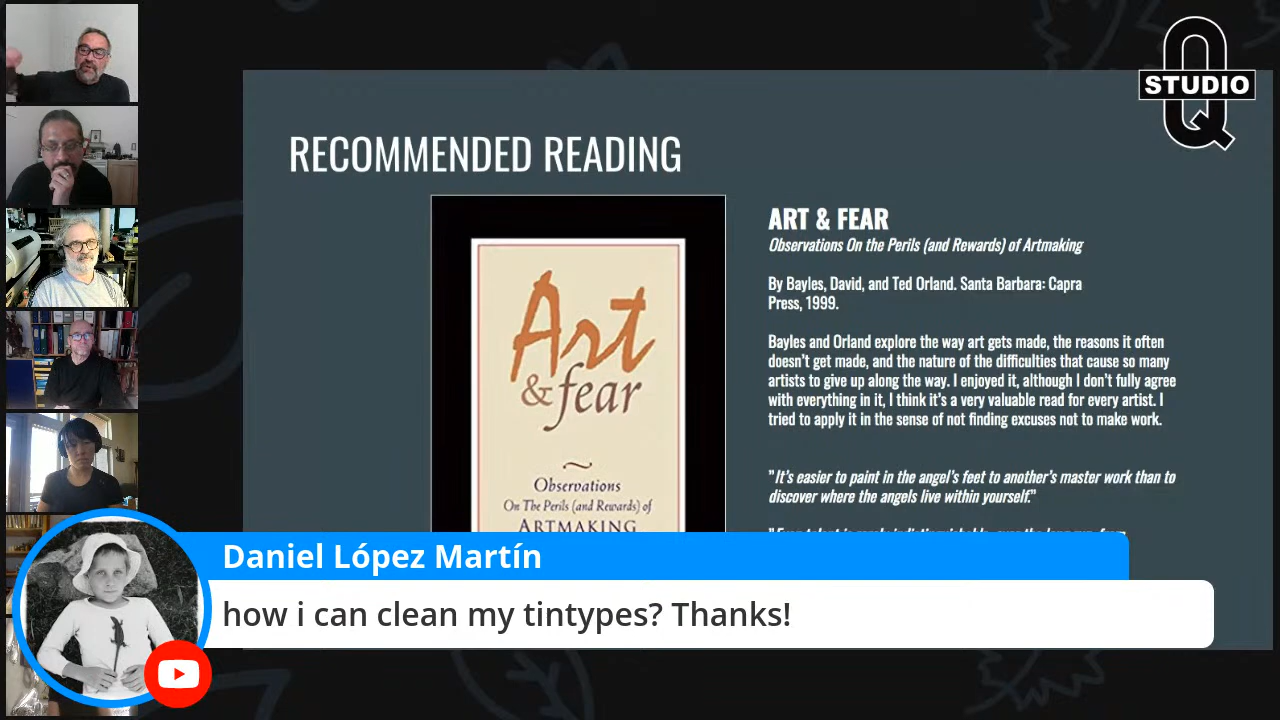 STUDIO
Q
RECOMMENDED READING
Art
& fear
Observations
On The Perils (and Rewards) of
ARTMAKING
ART & FEAR
Observations On the Perils (and Rewards) of Artmaking
By Bayles, David, and Ted Orland. Santa Barbara: Capra
Press, 1999.
Bayles and Orland explore the way art gets made, the reasons it often
doesn't get made, and the nature of the difficulties that cause so many
artists to give up along the way. I enjoyed it, although I don't fully agree
with everything in it, I think it's a very valuable read for every artist. I
tried to apply it in the sense of not finding excuses not to make work.
"It's easier to paint in the angel's feet to another's master work than to
discover where the angels live within yourself."
Daniel López Martín
how i can clean my tintypes? Thanks!